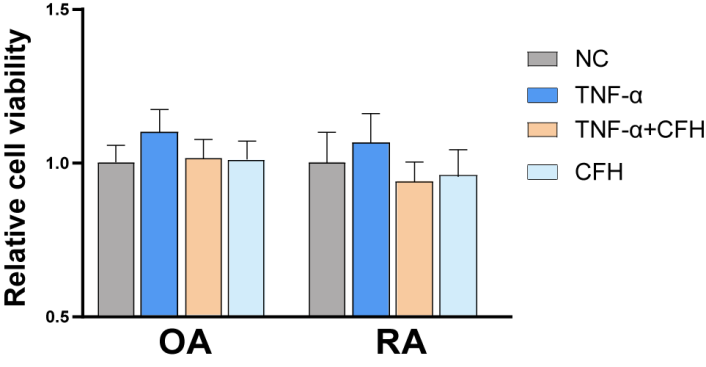 Relative cell viability
1.5
1.0
0.5
OA
RA
NC
TNF-α
TNF-α+CFH
CFH